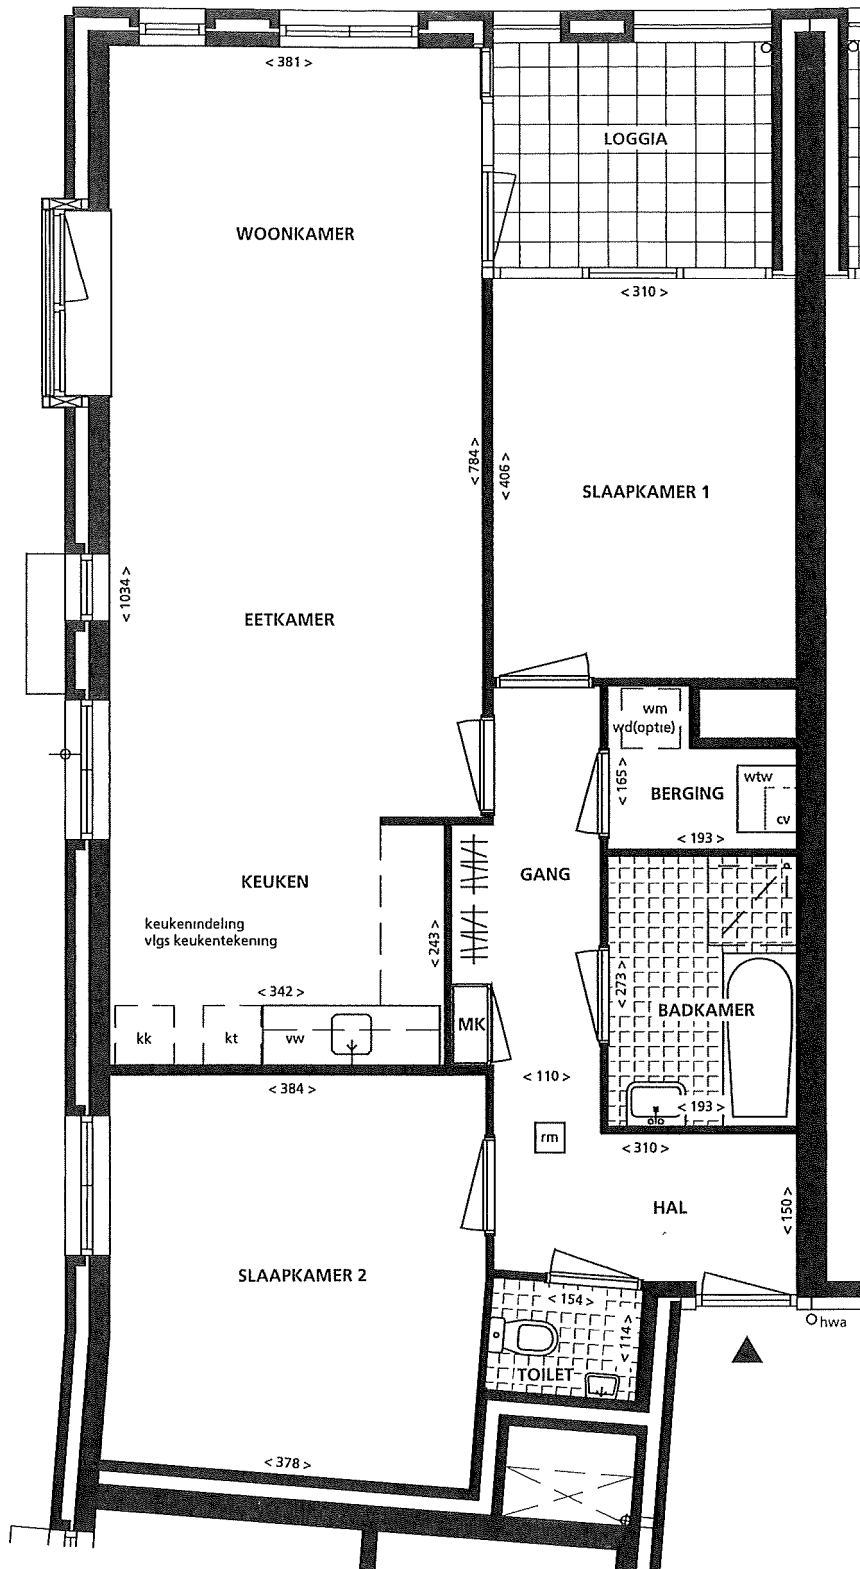 < 381 >
LOGGIA
WOONKAMER
< 310 >
< 784 >
< 406 >
SLAAPKAMER 1
< 1034 >
EETKAMER
wm
wd(optie)
< 165 >
BERGING
wtw
cv
< 193 >
KEUKEN
GANG
keukenindeling
vlgs keukentekening
< 243 >
< 273 >
< 342 >
MK
BADKAMER
kk
kt
vw
< 384 >
< 110 >
< 193 >
rm
< 310 >
HAL
< 150 >
SLAAPKAMER 2
< 154 >
< 114 >
hwa
TOILET
< 378 >